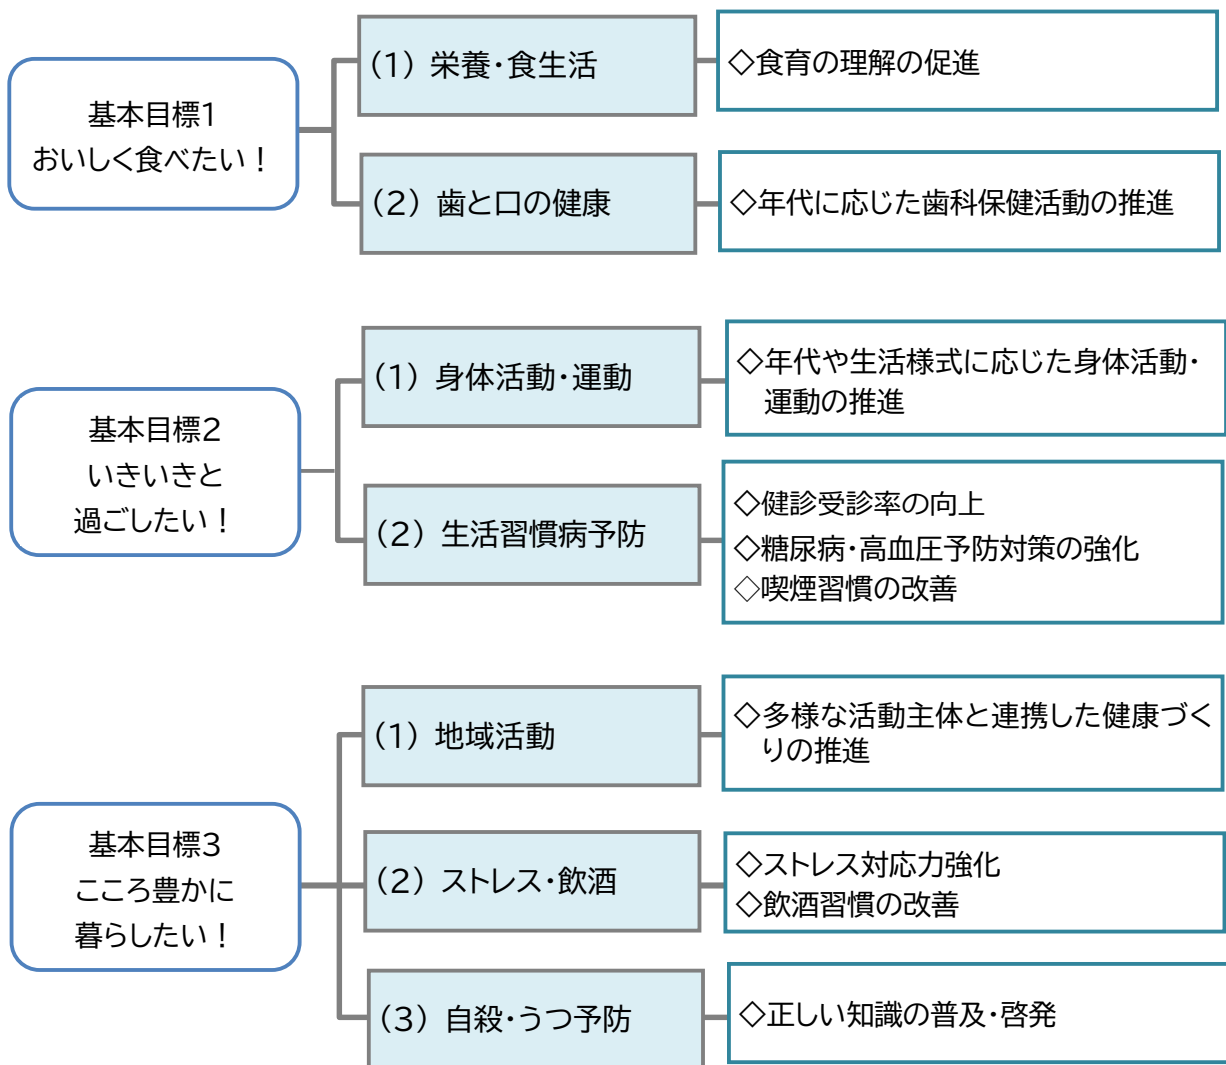 基本目標1
おいしく食べたい！
(1) 栄養・食生活
◇食育の理解の促進
(2) 歯と口の健康
◇年代に応じた歯科保健活動の推進
基本目標2
いきいきと
過ごしたい！
(1) 身体活動・運動
◇年代や生活様式に応じた身体活動・
運動の推進
(2) 生活習慣病予防
◇健診受診率の向上
◇糖尿病・高血圧予防対策の強化
◇喫煙習慣の改善
基本目標3
こころ豊かに
暮らしたい！
(1) 地域活動
◇多様な活動主体と連携した健康づく
りの推進
(2) ストレス・飲酒
◇ストレス対応力強化
◇飲酒習慣の改善
(3) 自殺・うつ予防
◇正しい知識の普及・啓発